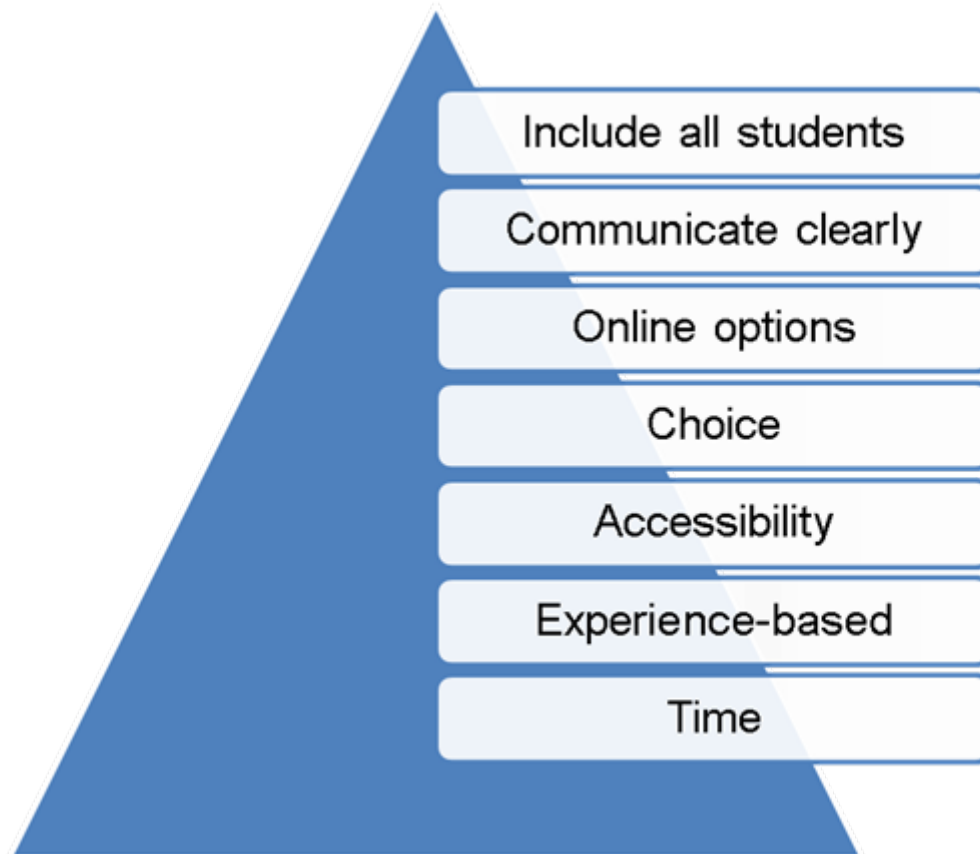 Include all students
Communicate clearly
Online options
Choice
Accessibility
Experience-based
Time